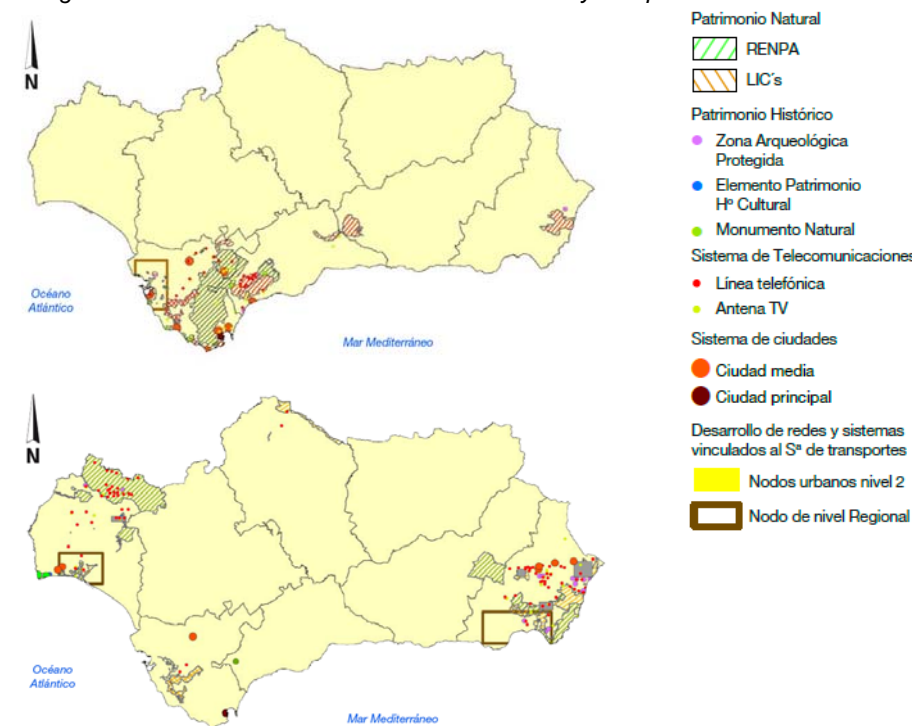 N
Océano
Atlántico
Mar Mediterráneo
N
Océano
Atlántico
Mar Mediterráneo
Patrimonio Natural
RENPA
LIC´s
Patrimonio Histórico
Zona Arqueológica
Protegida
Elemento Patrimonio
Hº Cultural
Monumento Natural
Sistema de Telecomunicaciones
Línea telefónica
Antena TV
Sistema de ciudades
Ciudad media
Ciudad principal
Desarrollo de redes y sistemas
vinculados al Sª de transportes
Nodos urbanos nivel 2
Nodo de nivel Regional